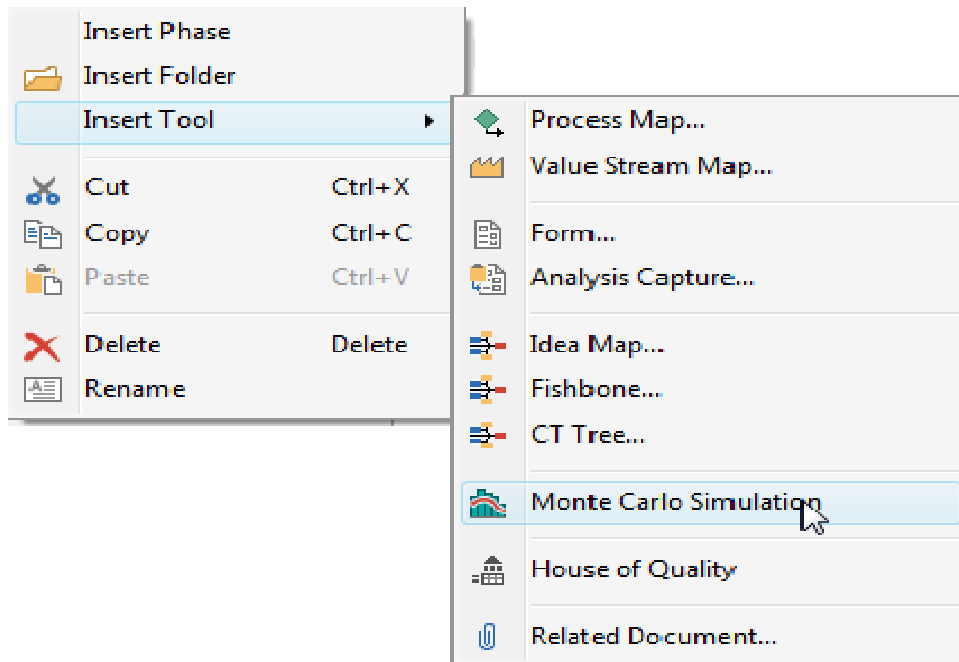 Insert Phase
Insert Folder
Insert Tool
Cut Ctrl+X
Copy Ctrl+C
Paste Ctrl+V
Delete Delete
Rename
Process Map...
Value Stream Map...
Form...
Analysis Capture...
Idea Map...
Fishbone...
CT Tree...
Monte Carlo Simulation
House of Quality
Related Document...